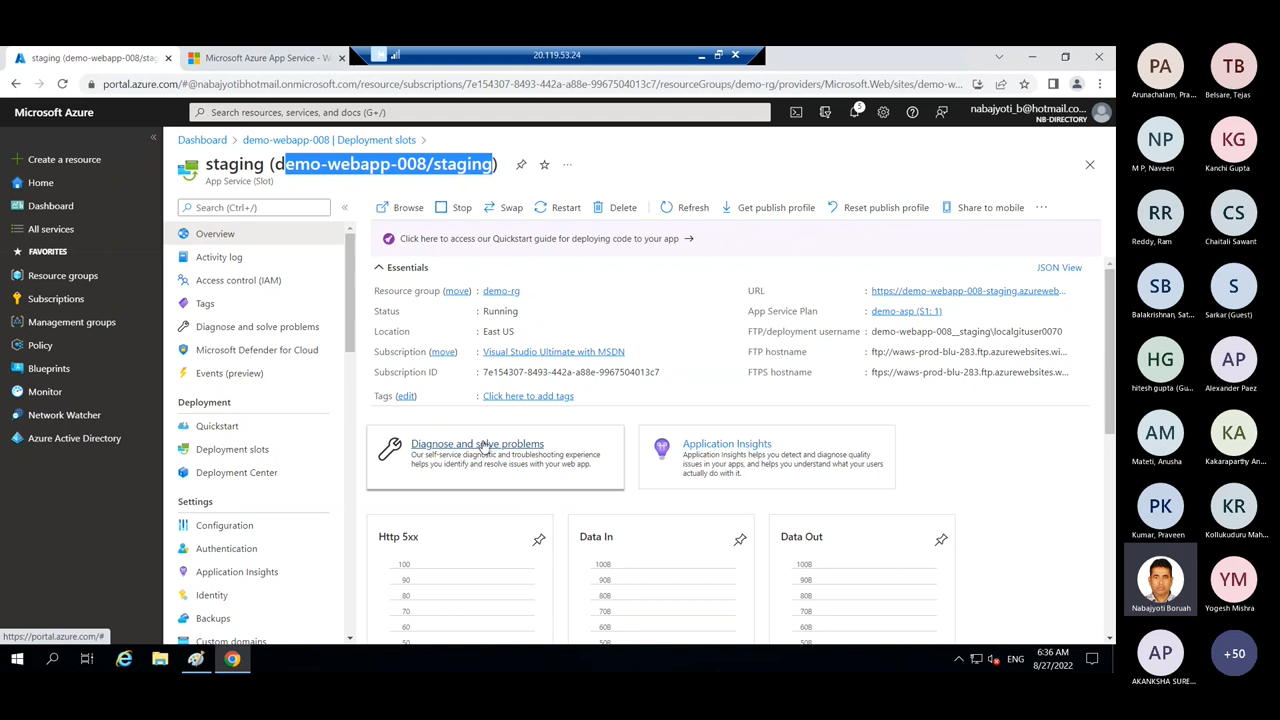 staging (demo-webapp-008/stag
Microsoft Azure App Service - W
20.119.53.24
portal.azure.com/#@nabajyotibhotmail.onmicrosoft.com/resource/subscriptions/7e154307-8493-442a-a88e-9967504013c7/resourceGroups/demo-rg/providers/Microsoft.Web/sites/demo-w...
Microsoft Azure
Search resources, services, and docs (G+/)
5
nabajyoti_b@hotmail.co...
NB-DIRECTORY
Create a resource
Home
Dashboard
All services
FAVORITES
Resource groups
Subscriptions
Management groups
Policy
Blueprints
Monitor
Network Watcher
Azure Active Directory
https://portal.azure.com/#
Dashboard > demo-webapp-008 | Deployment slots >
staging (demo-webapp-008/staging)
App Service (Slot)
Search (Ctrl+/)
Overview
Activity log
Access control (IAM)
Tags
Diagnose and solve problems
Microsoft Defender for Cloud
Events (preview)
Deployment
Quickstart
Deployment slots
Deployment Center
Settings
Configuration
Authentication
Application Insights
Identity
Backups
Custom domains
Browse Stop Swap Restart Delete Refresh Get publish profile Reset publish profile Share to mobile ...
Click here to access our Quickstart guide for deploying code to your app →
Essentials
JSON View
Resource group (move) : demo-rg
Status : Running
Location : East US
Subscription (move) : Visual Studio Ultimate with MSDN
Subscription ID : 7e154307-8493-442a-a88e-9967504013c7
Tags (edit) : Click here to add tags
URL : https://demo-webapp-008-staging.azureweb...
App Service Plan : demo-asp (S1: 1)
FTP/deployment username : demo-webapp-008__staging\localgituser0070
FTP hostname : ftp://waws-prod-blu-283.ftp.azurewebsites.wi...
FTPS hostname : ftps://waws-prod-blu-283.ftp.azurewebsites.wi...
Diagnose and solve problems
Our self-service diagnostic and troubleshooting experience
helps you identify and resolve issues with your web app.
Application Insights
Application Insights helps you detect and diagnose quality
issues in your apps, and helps you understand what your users
actually do with it.
Http 5xx
100
90
80
70
60
50
Data In
100B
90B
80B
70B
60B
50B
Data Out
100B
90B
80B
70B
60B
50B
ENG
6:36 AM
8/27/2022
PA
Arunachalam, Pra...
TB
Belsare, Tejas
NP
M P, Naveen
KG
Kanchi Gupta
RR
Reddy, Ram
CS
Chaitali Sawant
SB
Balakrishnan, Sat...
S
Sarkar (Guest)
HG
hitesh gupta (Gu...
AP
Alexander Paez
AM
Mateti, Anusha
KA
Kakaraparthy An...
PK
Kumar, Praveen
KR
Kollukuduru Mah...
Nabajyoti Boruah
YM
Yogesh Mishra
AP
AKANKSHA SURE...
+50